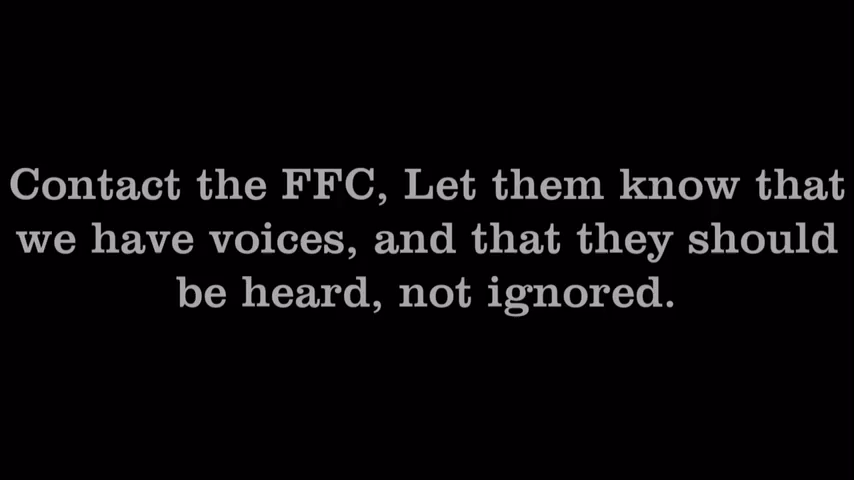 Contact the FFC, Let them know that
we have voices, and that they should
be heard, not ignored.